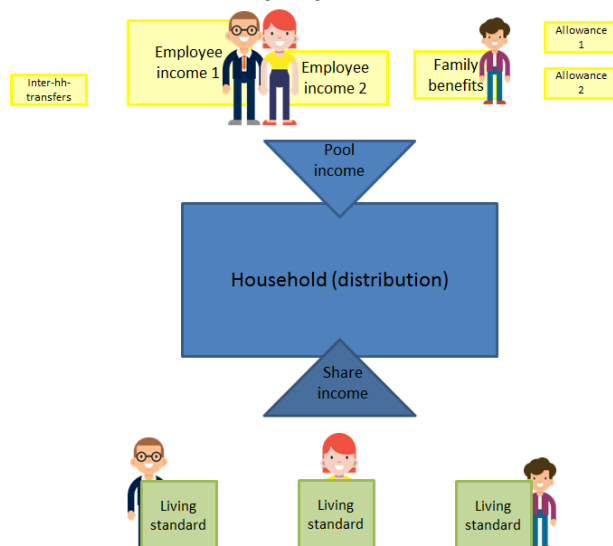 Employee
income 1
Employee
income 2
Family
benefits
Allowance
1
Allowance
2
Inter-hh-
transfers
Pool
income
Household (distribution)
Share
income
Living
standard
Living
standard
Living
standard